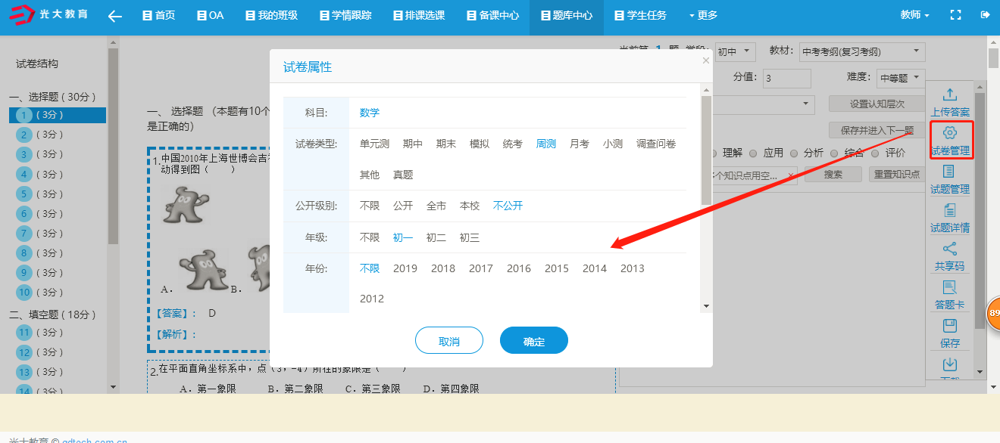 光大教育
首页
OA
我的班级
学情跟踪
排课选课
备课中心
题库中心
学生任务
更多
教师
试卷结构
一、选择题 ( 30分 )
1 ( 3分 )
2 ( 3分 )
3 ( 3分 )
4 ( 3分 )
5 ( 3分 )
6 ( 3分 )
7 ( 3分 )
8 ( 3分 )
9 ( 3分 )
10 ( 3分 )
二、填空题 ( 18分 )
11 ( 3分 )
12 ( 3分 )
13 ( 3分 )
14 ( 3分 )
一、 选择题 （本题有10个
是正确的）
1.中国2010年上海世博会吉祥
动得到图（ ）
A. B.
【答案】： D
【解析】：
2.在平面直角坐标系中，点（3，-4）所在的象限是（ ）
A. 第一象限 B. 第二象限 C. 第三象限 D. 第四象限
试卷属性
×
科目: 数学
试卷类型: 单元测 期中 期末 模拟 统考 周测 月考 小测 调查问卷
其他 真题
公开级别: 不限 公开 全市 本校 不公开
年级: 不限 初一 初二 初三
年份: 不限 2019 2018 2017 2016 2015 2014 2013
2012
取消
确定
当前第 1 题 学段: 初中 教材: 中考考纲(复习考纲)
分值: 3 难度: 中等题
设置认知层次
保存并进入下一题
理解 应用 分析 综合 评价
多个知识点用空... × 搜索 重置知识点
上传答案
试卷管理
试题管理
试题详情
共享码
答题卡
保存
下载
89
光大教育 © gdtech.com.cn